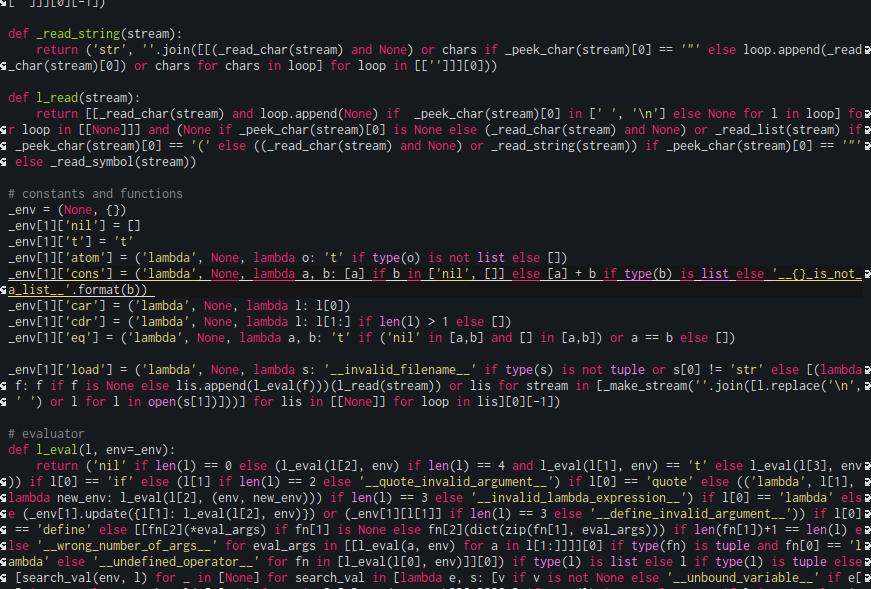 [' ']]][0][-1])
def _read_string(stream):
    return ('str', ''.join([[(_read_char(stream) and None) or chars if _peek_char(stream)[0] == '"' else loop.append(_read
_char(stream)[0]) or chars for chars in loop] for loop in [['']]][0]))
def l_read(stream):
    return [[_read_char(stream) and loop.append(None) if  _peek_char(stream)[0] in [' ', '\n'] else None for l in loop] fo
r loop in [[None]]] and (None if _peek_char(stream)[0] is None else (_read_char(stream) and None) or _read_list(stream) if
 _peek_char(stream)[0] == '(' else ((_read_char(stream) and None) or _read_string(stream)) if _peek_char(stream)[0] == '"'
 else _read_symbol(stream))
# constants and functions
_env = (None, {})
_env[1]['nil'] = []
_env[1]['t'] = 't'
_env[1]['atom'] = ('lambda', None, lambda o: 't' if type(o) is not list else [])
_env[1]['cons'] = ('lambda', None, lambda a, b: [a] if b in ['nil', []] else [a] + b if type(b) is list else '__{}_is_not_
a_list__'.format(b))
_env[1]['car'] = ('lambda', None, lambda l: l[0])
_env[1]['cdr'] = ('lambda', None, lambda l: l[1:] if len(l) > 1 else [])
_env[1]['eq'] = ('lambda', None, lambda a, b: 't' if ('nil' in [a,b] and [] in [a,b]) or a == b else [])
_env[1]['load'] = ('lambda', None, lambda s: '__invalid_filename__' if type(s) is not tuple or s[0] != 'str' else [(lambda
 f: f if f is None else lis.append(l_eval(f)))(l_read(stream)) or lis for stream in [_make_stream(''.join([l.replace('\n',
 ' ') or l for l in open(s[1])]))] for lis in [[None]] for loop in lis][0][-1])
# evaluator
def l_eval(l, env=_env):
    return ('nil' if len(l) == 0 else (l_eval(l[2], env) if len(l) == 4 and l_eval(l[1], env) == 't' else l_eval(l[3], env
)) if l[0] == 'if' else (l[1] if len(l) == 2 else '__quote_invalid_argument__') if l[0] == 'quote' else (('lambda', l[1],
lambda new_env: l_eval(l[2], (env, new_env))) if len(l) == 3 else '__invalid_lambda_expression__') if l[0] == 'lambda' els
e (_env[1].update({l[1]: l_eval(l[2], env)}) or (_env[1][l[1]] if len(l) == 3 else '__define_invalid_argument__')) if l[0]
 == 'define' else [[fn[2](*eval_args) if fn[1] is None else fn[2](dict(zip(fn[1], eval_args))) if len(fn[1])+1 == len(l) e
lse '__wrong_number_of_args__' for eval_args in [[l_eval(a, env) for a in l[1:]]]][0] if type(fn) is tuple and fn[0] == 'l
ambda' else '__undefined_operator__' for fn in [l_eval(l[0], env)]][0]) if type(l) is list else l if type(l) is tuple else
 [search_val(env, l) for _ in [None] for search_val in [lambda e, s: [v if v is not None else '__unbound_variable__' if e[